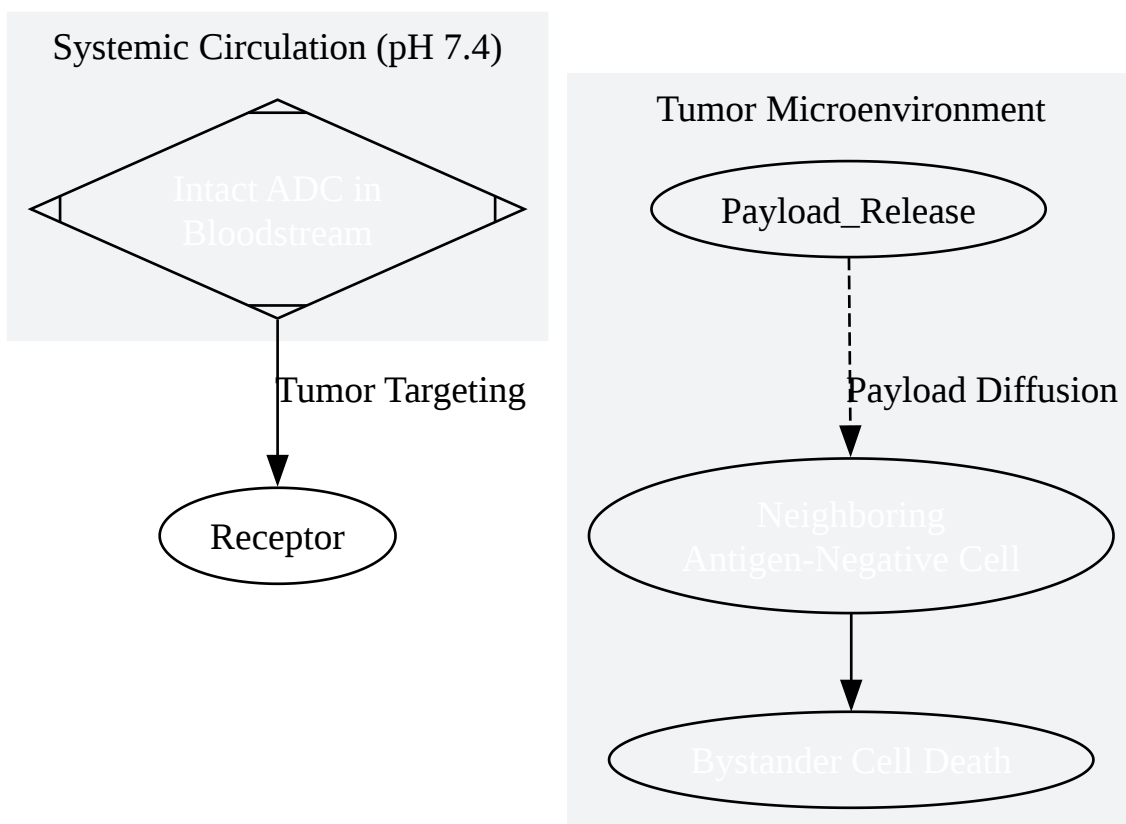 Systemic Circulation (pH 7.4)
Intact ADC in
Bloodstream
Tumor Targeting
Receptor
Tumor Microenvironment
Payload_Release
Payload Diffusion
Neighboring
Antigen-Negative Cell
Bystander Cell Death